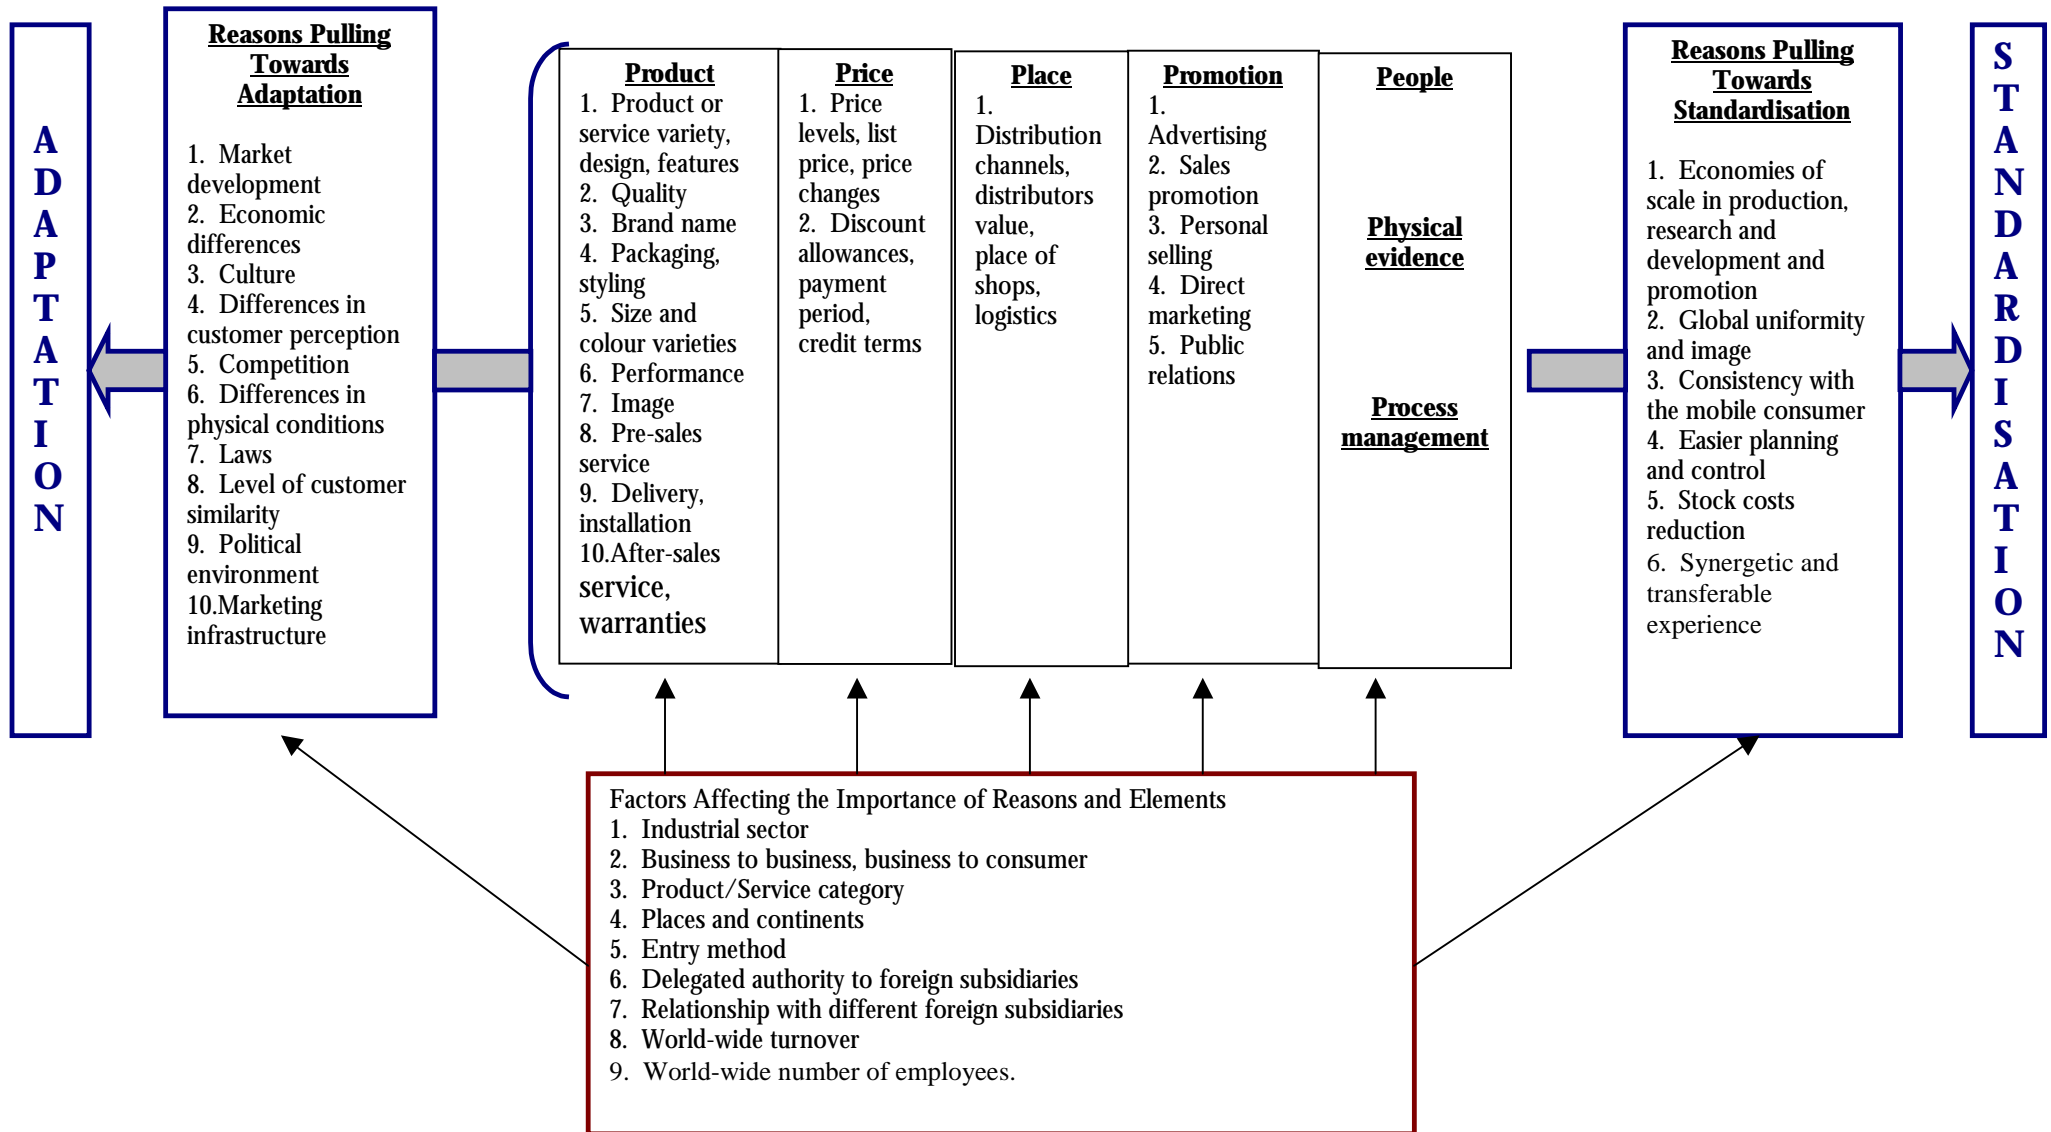 ADAPTATION
Reasons Pulling
Towards
Adaptation
1. Market
development
2. Economic
differences
3. Culture
4. Differences in
customer perception
5. Competition
6. Differences in
physical conditions
7. Laws
8. Level of customer
similarity
9. Political
environment
10.Marketing
infrastructure
Product
1. Product or
service variety,
design, features
2. Quality
3. Brand name
4. Packaging,
styling
5. Size and
colour varieties
6. Performance
7. Image
8. Pre-sales
service
9. Delivery,
installation
10.After-sales
service,
warranties
Price
1. Price
levels, list
price, price
changes
2. Discount
allowances,
payment
period,
credit terms
Place
1.
Distribution
channels,
distributors
value,
place of
shops,
logistics
Promotion
1.
Advertising
2. Sales
promotion
3. Personal
selling
4. Direct
marketing
5. Public
relations
People
Physical
evidence
Process
management
Reasons Pulling
Towards
Standardisation
1. Economies of
scale in production,
research and
development and
promotion
2. Global uniformity
and image
3. Consistency with
the mobile consumer
4. Easier planning
and control
5. Stock costs
reduction
6. Synergetic and
transferable
experience
STANDARDISATION
Factors Affecting the Importance of Reasons and Elements
1. Industrial sector
2. Business to business, business to consumer
3. Product/Service category
4. Places and continents
5. Entry method
6. Delegated authority to foreign subsidiaries
7. Relationship with different foreign subsidiaries
8. World-wide turnover
9. World-wide number of employees.